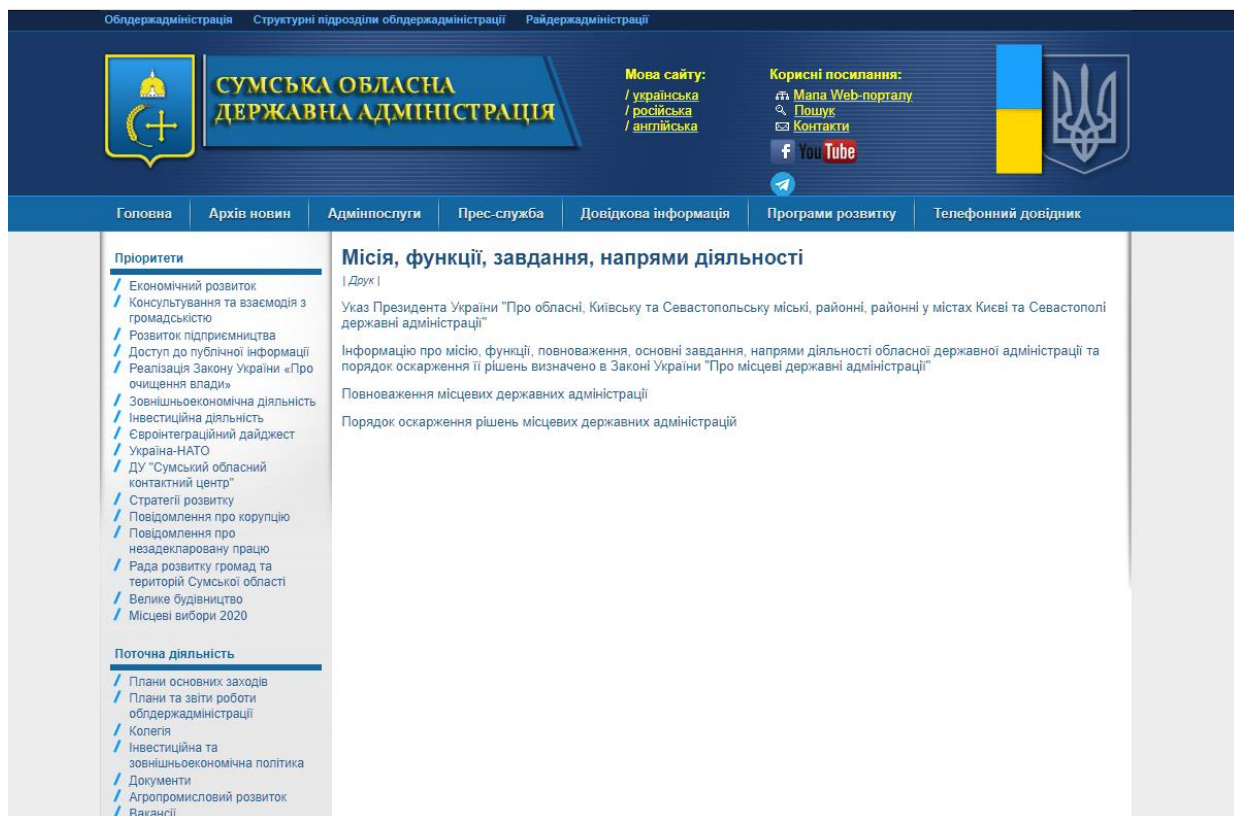 Облдержадміністрація Структурні підрозділи облдержадміністрації Райдержадміністрації
СУМСЬКА ОБЛАСНА
ДЕРЖАВНА АДМІНІСТРАЦІЯ
Мова сайту:
/ українська
/ російська
/ англійська
Корисні посилання:
Мапа Web-порталу
Пошук
Контакти
f YouTube
Головна Архів новин Адмінпослуги Прес-служба Довідкова інформація Програми розвитку Телефонний довідник
Пріоритети
Економічний розвиток
Консультування та взаємодія з
громадськістю
Розвиток підприємництва
Доступ до публічної інформації
Реалізація Закону України «Про
очищення влади»
Зовнішньоекономічна діяльність
Інвестиційна діяльність
Євроінтеграційний дайджест
Україна-НАТО
ДУ "Сумський обласний
контактний центр"
Стратегії розвитку
Повідомлення про корупцію
Повідомлення про
незадекларовану працю
Рада розвитку громад та
територій Сумської області
Велике будівництво
Місцеві вибори 2020
Поточна діяльність
Плани основних заходів
Плани та звіти роботи
облдержадміністрації
Колегія
Інвестиційна та
зовнішньоекономічна політика
Документи
Агропромисловий розвиток
Вакансії
Місія, функції, завдання, напрями діяльності
| Друк |
Указ Президента України "Про обласні, Київську та Севастопольську міські, районні, районні у містах Києві та Севастополі
державні адміністрації"
Інформацію про місію, функції, повноваження, основні завдання, напрями діяльності обласної державної адміністрації та
порядок оскарження її рішень визначено в Законі України "Про місцеві державні адміністрації"
Повноваження місцевих державних адміністрації
Порядок оскарження рішень місцевих державних адміністрацій